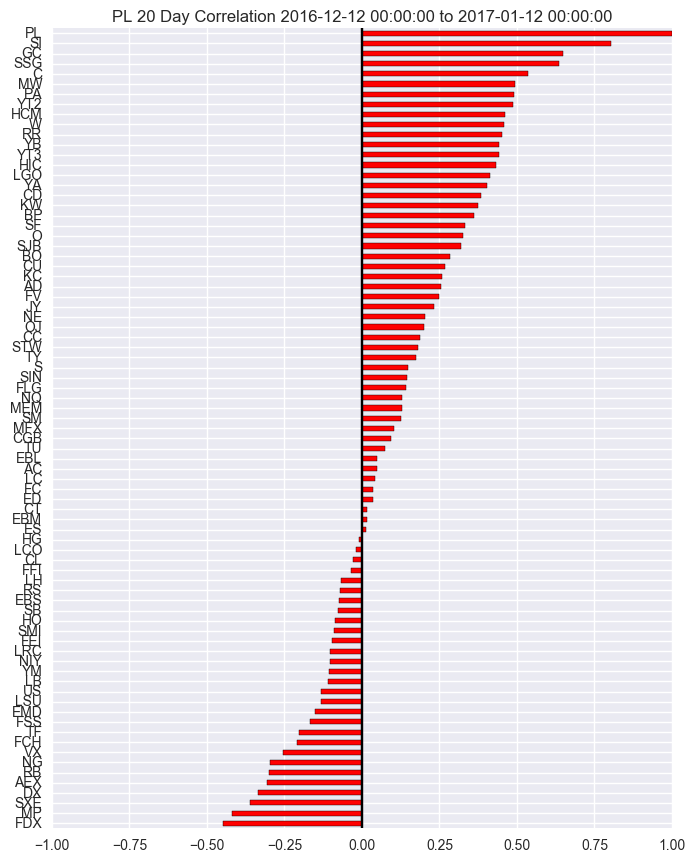 PL 20 Day Correlation 2016-12-12 00:00:00 to 2017-01-12 00:00:00
PL
SI
GC
SSG
C
MW
PA
YT2
HCM
W
RR
YB
YT3
HIC
LGO
YA
CD
KW
BP
SF
O
SJB
BO
CU
KC
AD
FV
JY
NE
OJ
CC
STW
TY
S
SIN
FLG
NQ
MEM
SM
MFX
CGB
TU
EBL
AC
LC
FC
ED
CT
EBM
ES
HG
LCO
CL
FFI
LH
RS
EBS
SB
HO
SMI
LRC
NIY
YM
LB
US
LSU
EMD
FSS
TF
FCH
VX
NG
RB
AEX
DX
SXE
MP
FDX
−1.00 −0.75 −0.50 −0.25 0.00 0.25 0.50 0.75 1.00